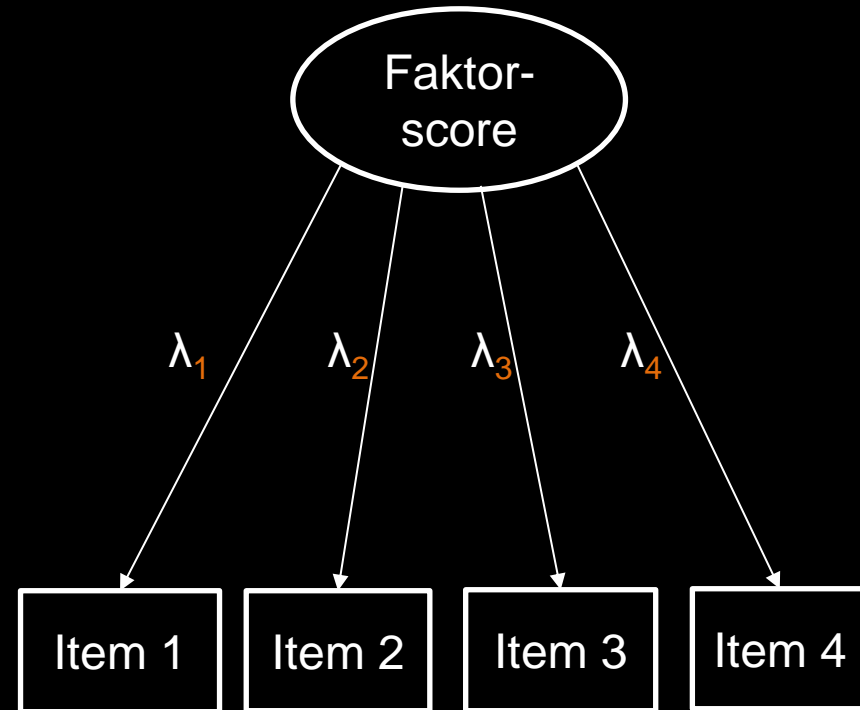 Faktor-
score
λ1 λ2 λ3 λ4
Item 1 Item 2 Item 3 Item 4